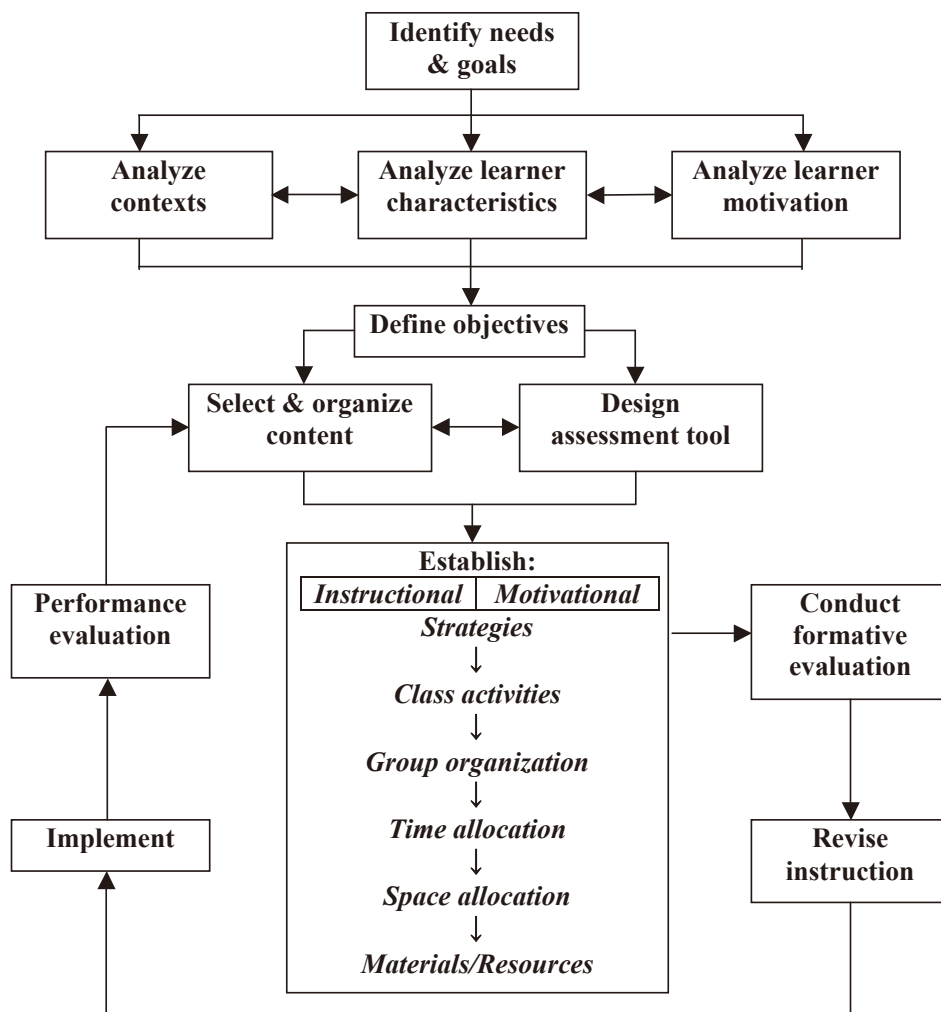 Identify needs
& goals
Analyze
contexts
Analyze learner
characteristics
Analyze learner
motivation
Define objectives
Select & organize
content
Design
assessment tool
Establish:
Instructional
Motivational
Strategies
Class activities
Group organization
Time allocation
Space allocation
Materials/Resources
Performance
evaluation
Implement
Conduct
formative
evaluation
Revise
instruction